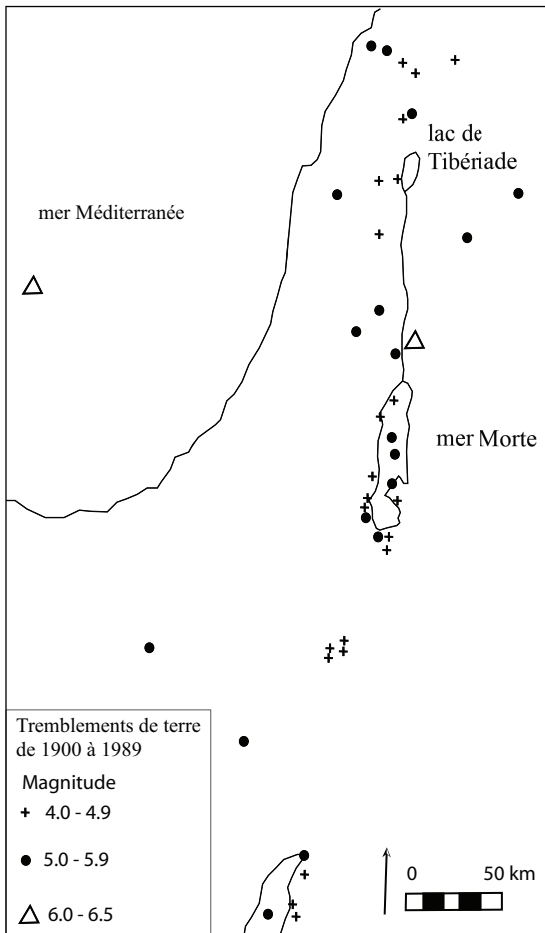 lac de
Tibériade
mer Méditerranée
mer Morte
Tremblements de terre
de 1900 à 1989
Magnitude
4.0 - 4.9
5.0 - 5.9
6.0 - 6.5
0 50 km